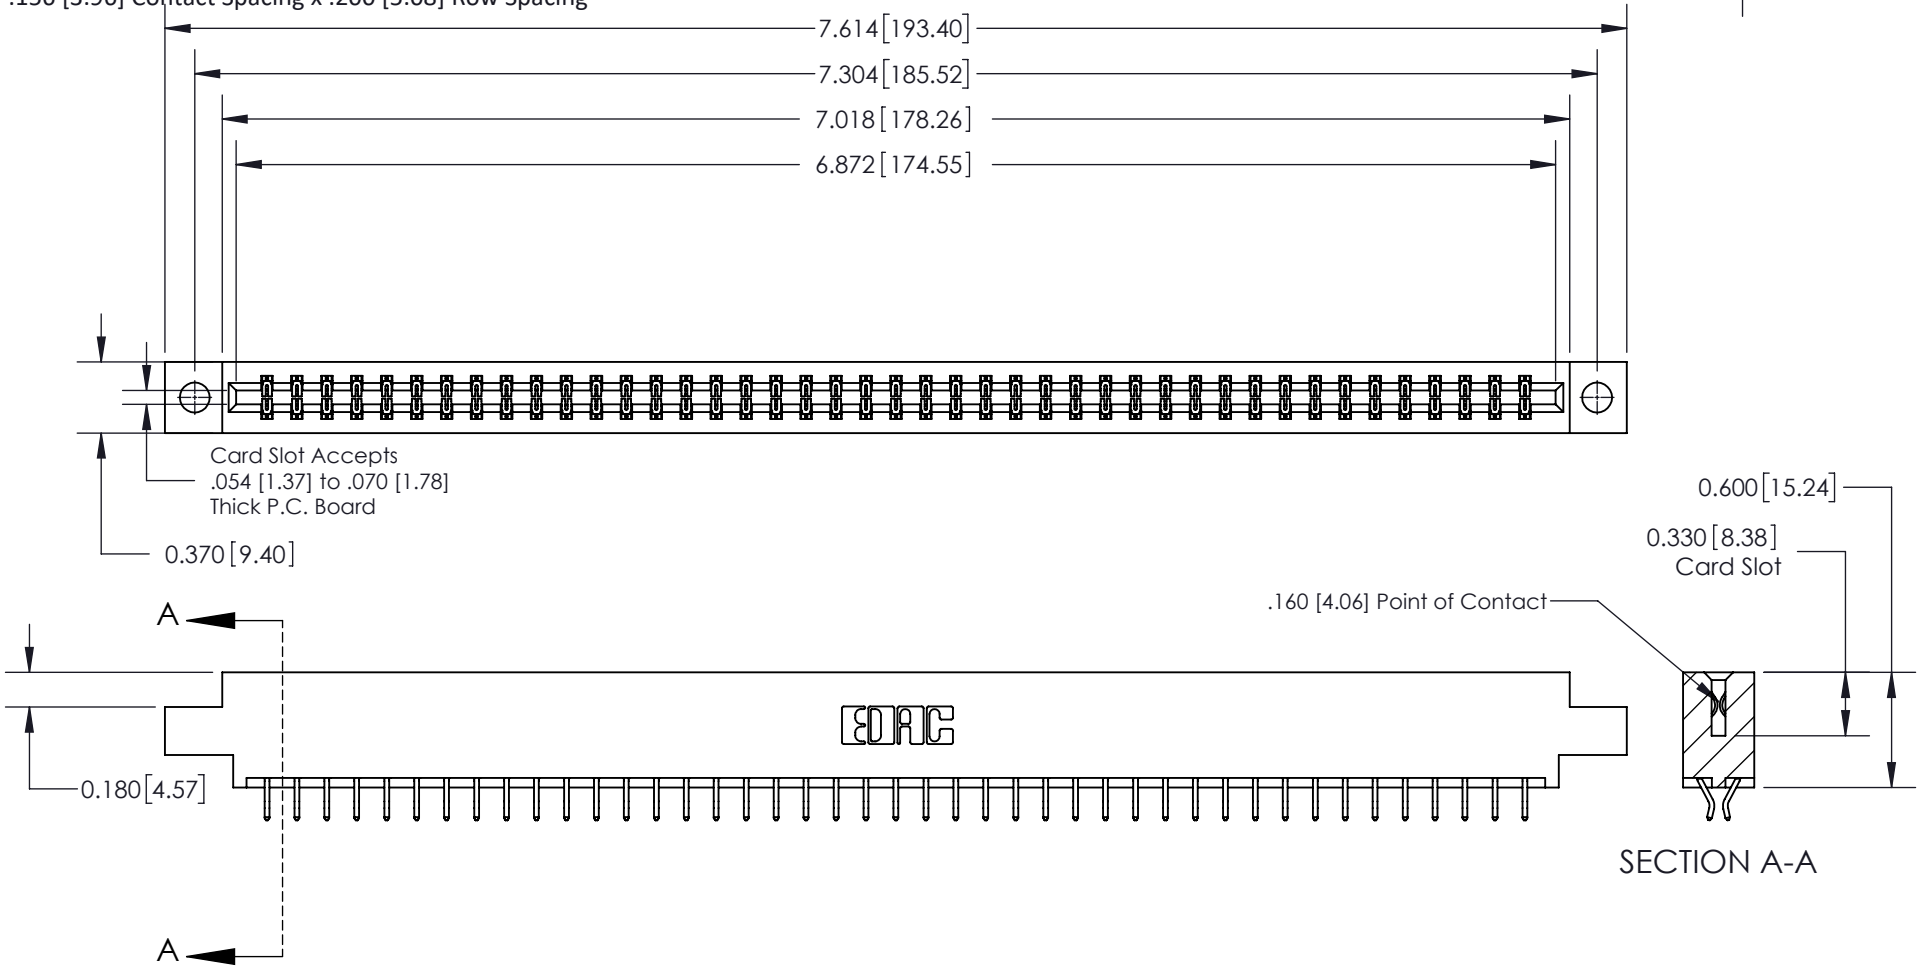 .156 [3.96] Contact Spacing x .200 [5.08] Row Spacing
7.614[193.40]
7.304[185.52]
7.018[178.26]
6.872[174.55]
Card Slot Accepts
.054 [1.37] to .070 [1.78]
Thick P.C. Board
0.370[9.40]
0.600[15.24]
0.330[8.38]
Card Slot
.160 [4.06] Point of Contact
A
EDAC
0.180[4.57]
SECTION A-A
A